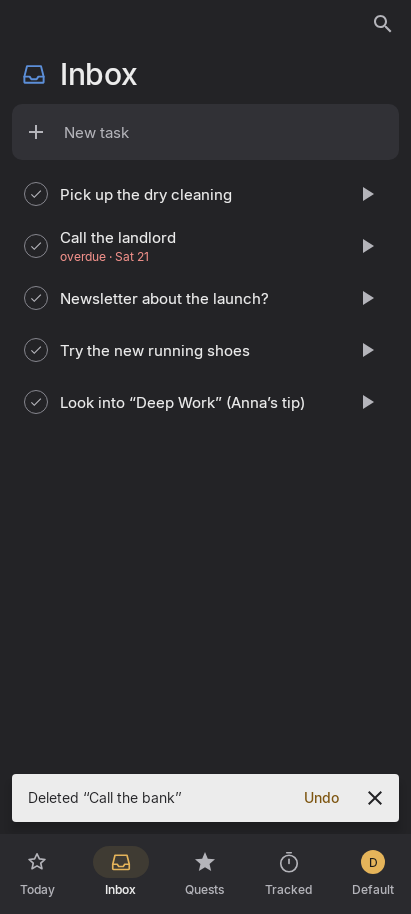 Inbox
New task
Pick up the dry cleaning
Call the landlord
overdue · Sat 21
Newsletter about the launch?
Try the new running shoes
Look into “Deep Work” (Anna’s tip)
Deleted “Call the bank”
Undo
D
Today
Inbox
Quests
Tracked
Default